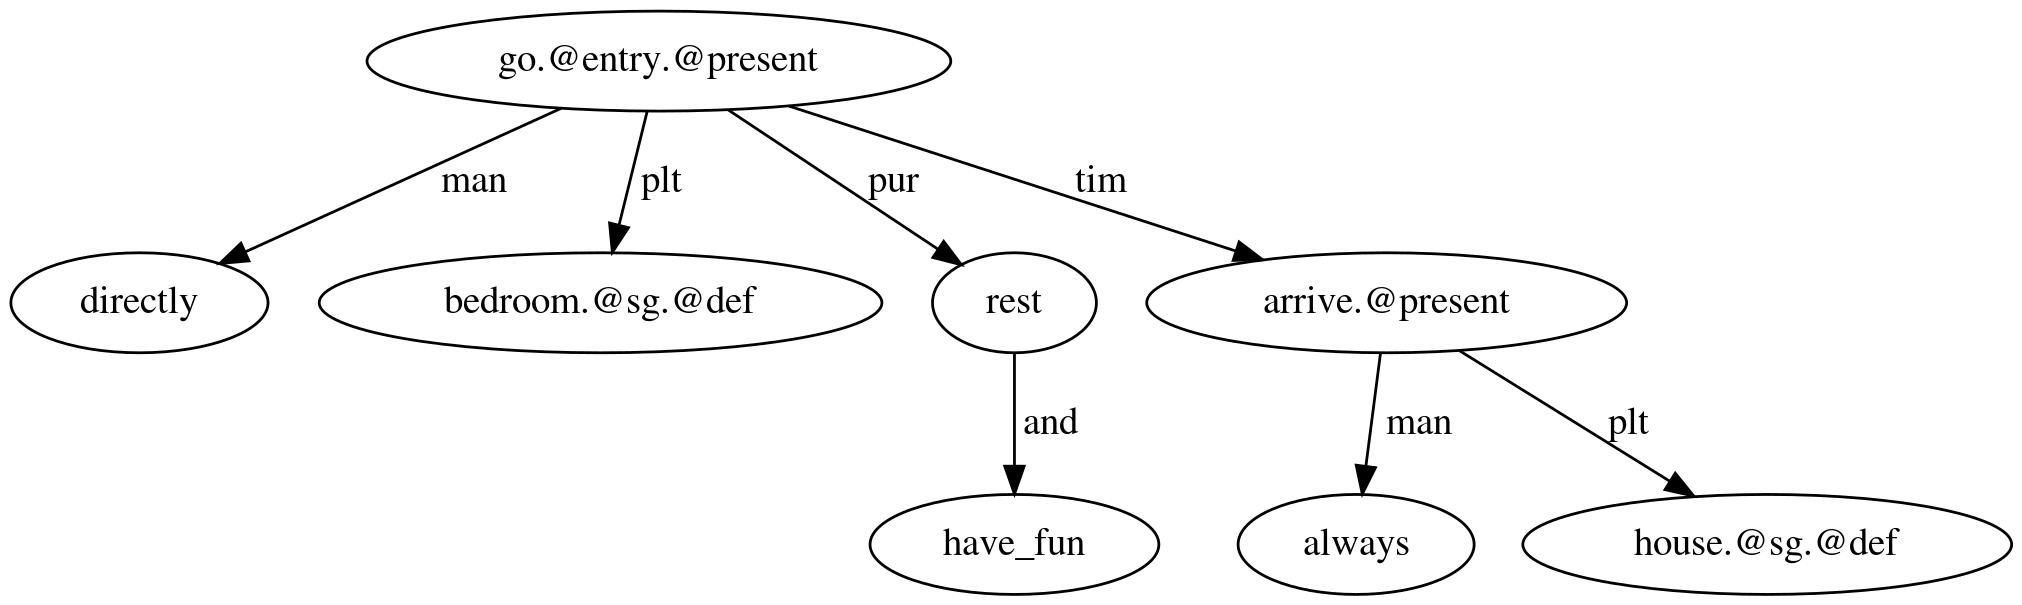 go.@entry.@present
man
plt
pur
tim
directly
bedroom.@sg.@def
rest
arrive.@present
and
man
plt
have_fun
always
house.@sg.@def